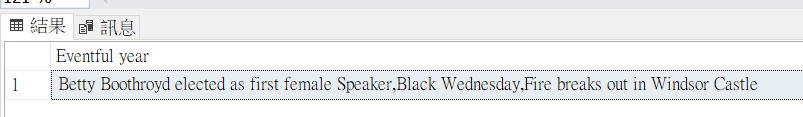 結果 訊息
Eventful year
1 Betty Boothroyd elected as first female Speaker,Black Wednesday,Fire breaks out in Windsor Castle